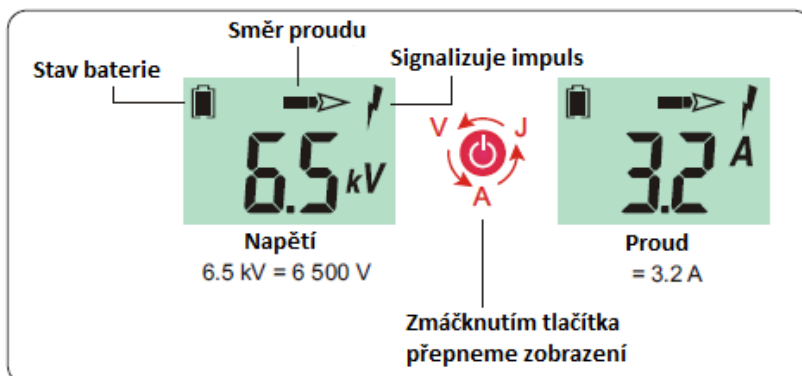 Směr proudu
Stav baterie
Signalizuje impuls
6.5 kV
V J
A
3.2 A
Napětí
6.5 kV = 6 500 V
Proud
= 3.2 A
Zmáčknutím tlačítka
přepneme zobrazení